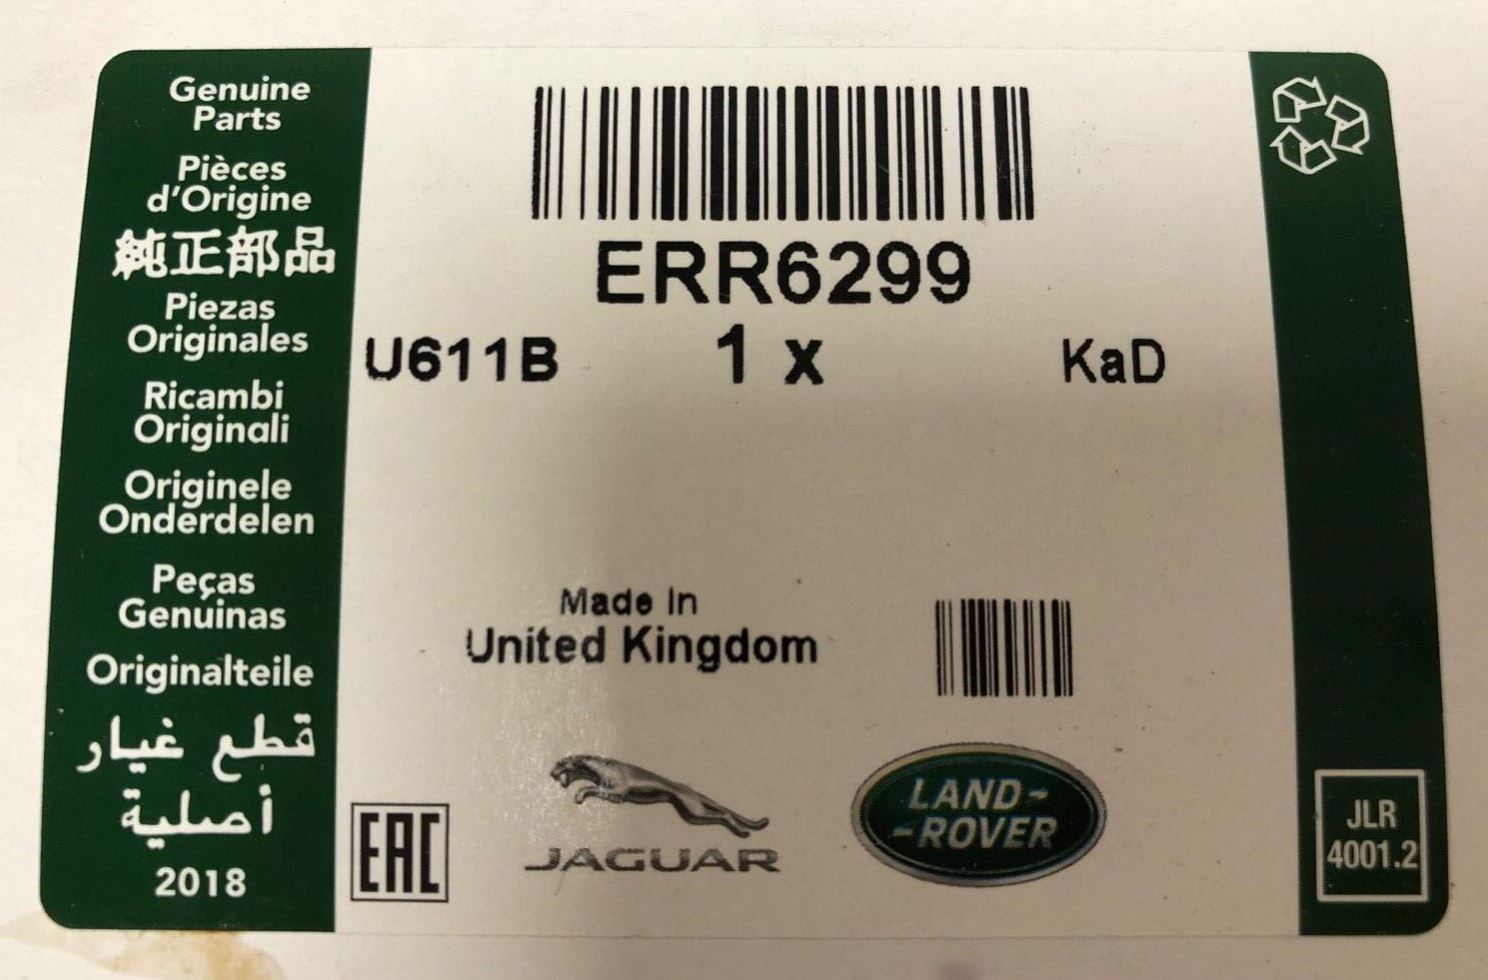 Genuine
Parts
Pièces
d'Origine
純正部品
Piezas
Originales
Ricambi
Originali
Originele
Onderdelen
Peças
Genuinas
Originalteile
قطع غيار
أصلية
2018
ERR6299
U611B 1 x KaD
Made In
United Kingdom
EAC
JAGUAR
LAND-
-ROVER
JLR
4001.2